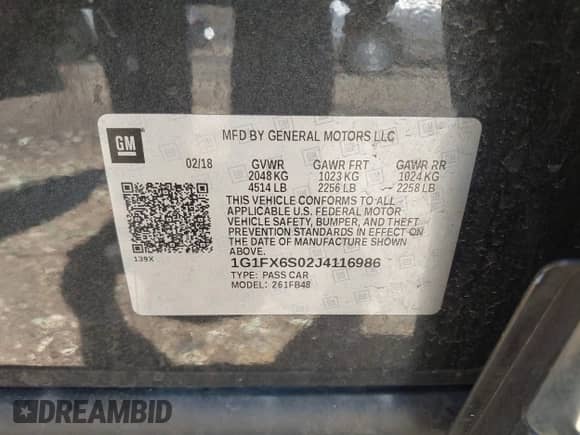 GM
MFD BY GENERAL MOTORS LLC
02/18 GVWR GAWR FRT GAWR RR
2048 KG 1023 KG 1024 KG
4514 LB 2256 LB 2258 LB
THIS VEHICLE CONFORMS TO ALL
APPLICABLE U.S. FEDERAL MOTOR
VEHICLE SAFETY, BUMPER, AND THEFT
PREVENTION STANDARDS IN EFFECT ON
THE DATE OF MANUFACTURE SHOWN
ABOVE.
139X
1G1FX6S02J4116986
TYPE: PASS CAR
MODEL: 261FB48
DREAMBID